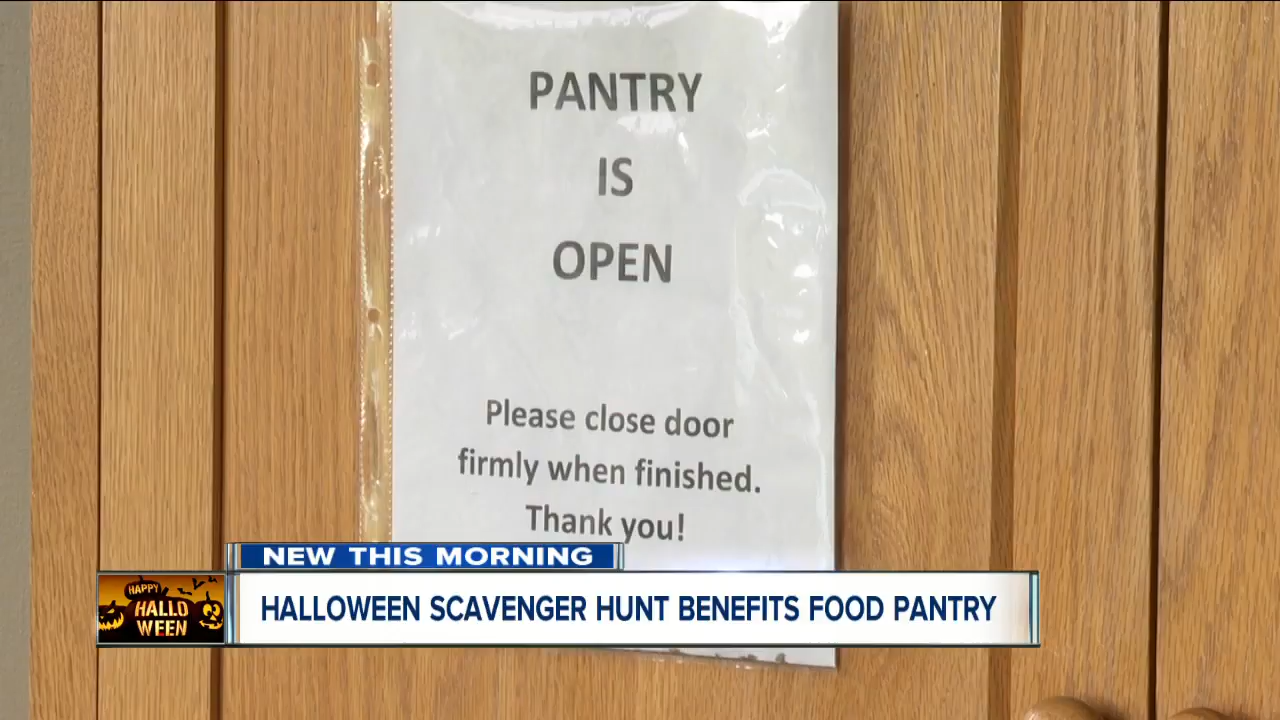 PANTRY
IS
OPEN
Please close door
firmly when finished.
Thank you!
NEW THIS MORNING
HAPPY
HALLO
WEEN
HALLOWEEN SCAVENGER HUNT BENEFITS FOOD PANTRY